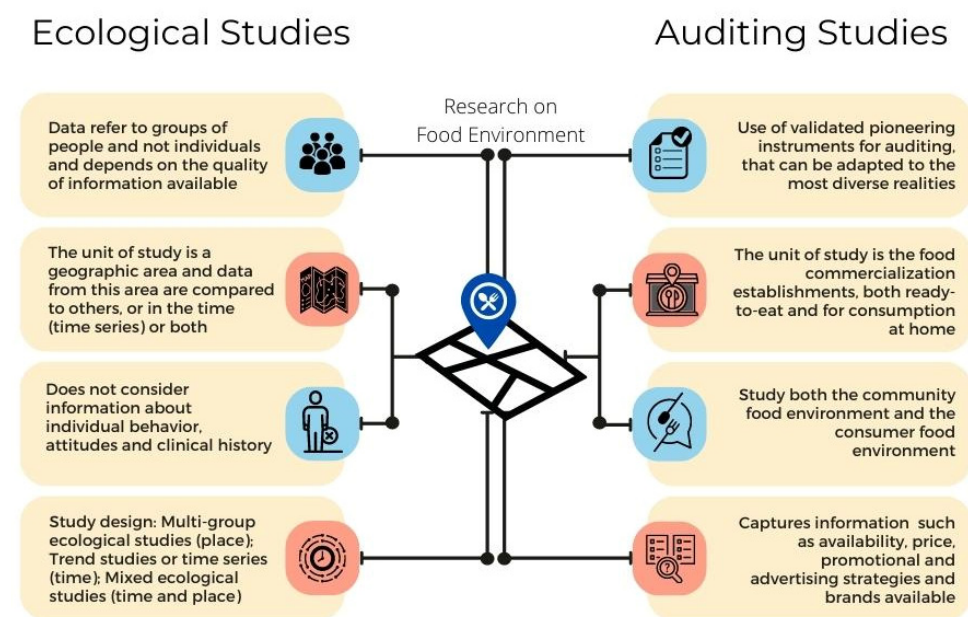 Ecological Studies
Auditing Studies
Research on
Food Environment
Data refer to groups of
people and not individuals
and depends on the quality
of information available
The unit of study is a
geographic area and data
from this area are compared
to others, or in the time
(time series) or both
Does not consider
information about
individual behavior,
attitudes and clinical history
Study design: Multi-group
ecological studies (place);
Trend studies or time series
(time); Mixed ecological
studies (time and place)
Use of validated pioneering
instruments for auditing,
that can be adapted to the
most diverse realities
The unit of study is the food
commercialization
establishments, both ready-
to-eat and for consumption
at home
Study both the community
food environment and the
consumer food
environment
Captures information such
as availability, price,
promotional and
advertising strategies and
brands available